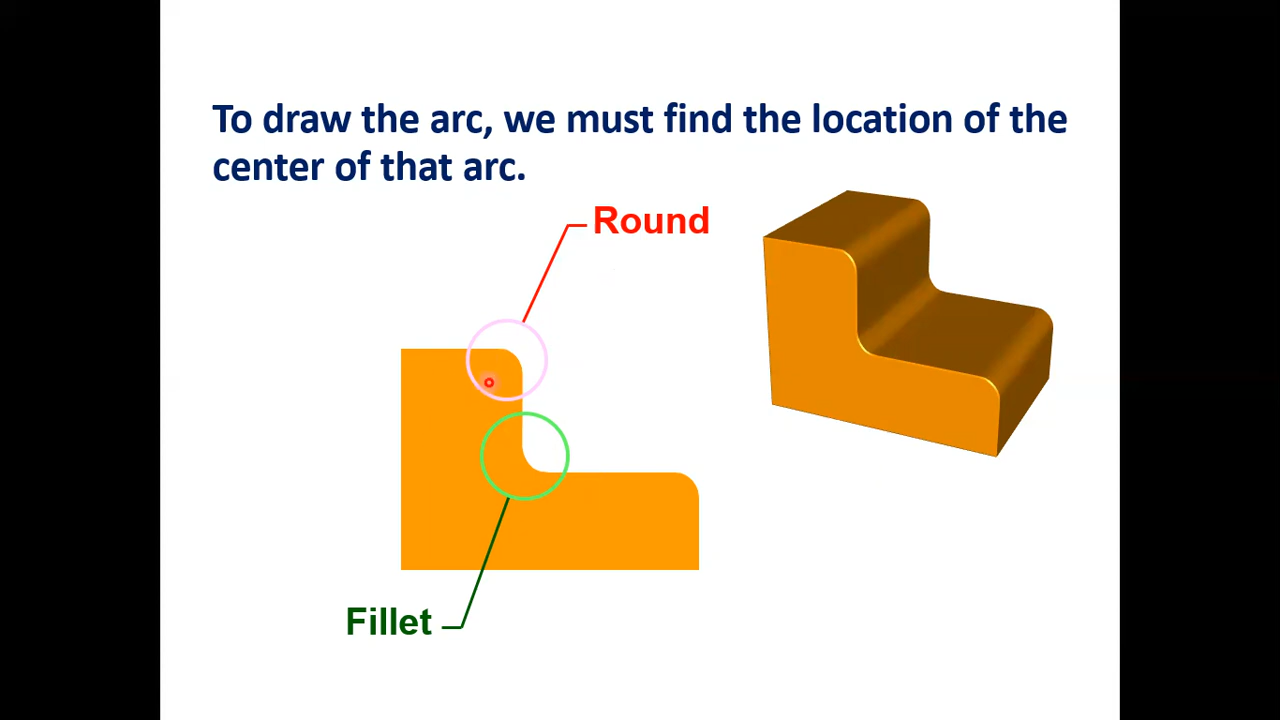 To draw the arc, we must find the location of the
center of that arc.
Round
Fillet